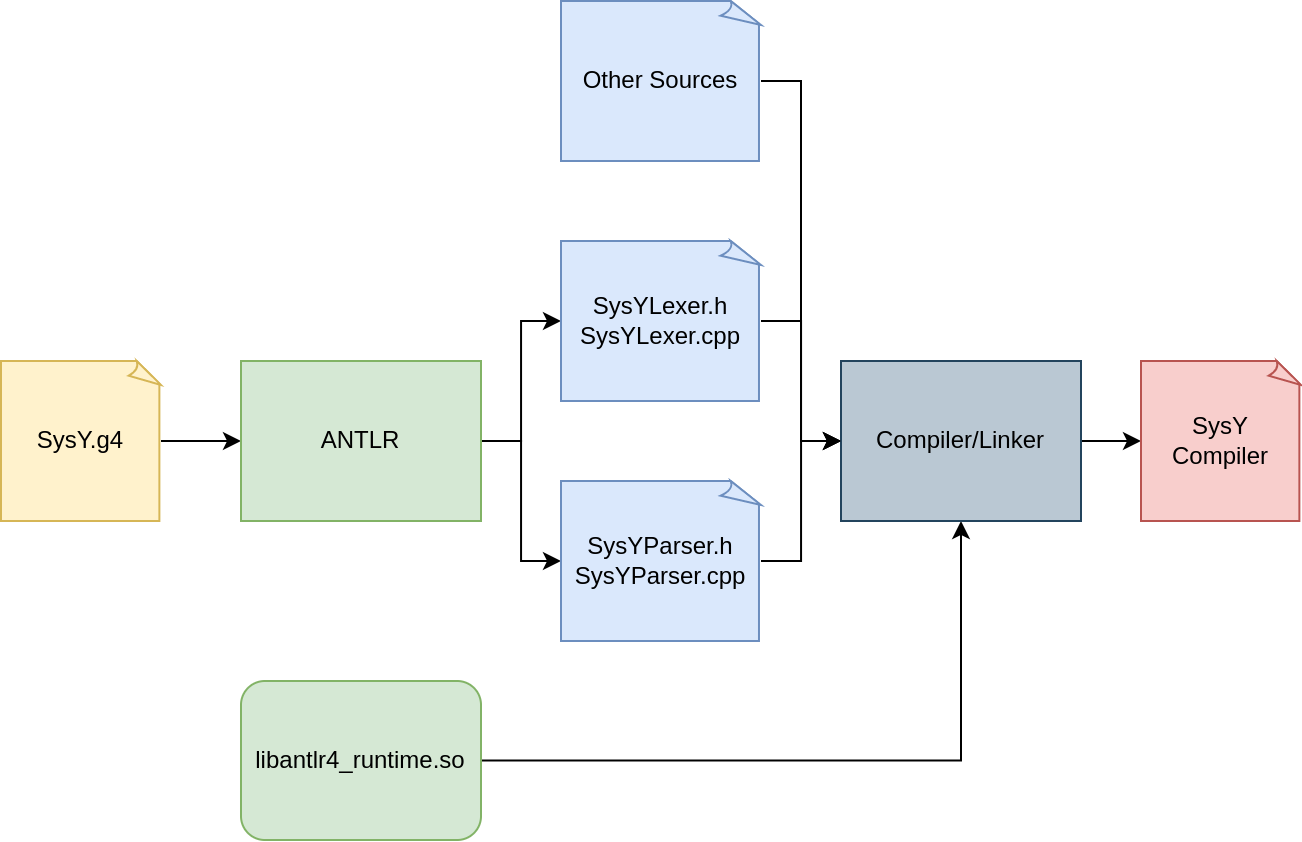 Other Sources
SysYLexer.h
SysYLexer.cpp
SysY.g4
ANTLR
Compiler/Linker
SysY
Compiler
SysYParser.h
SysYParser.cpp
libantlr4_runtime.so